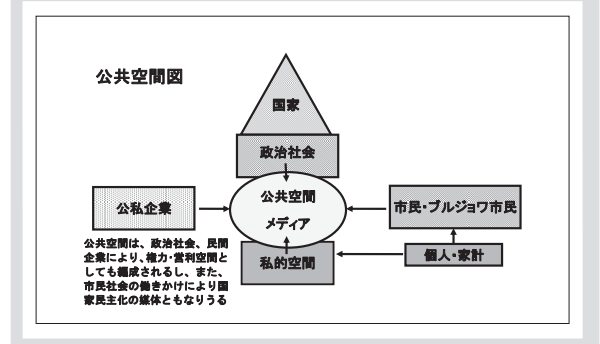 公共空間図
国家
政治社会
公共空間
メディア
公私企業
市民・ブルジョワ市民
私的空間
個人・家計
公共空間は、政治社会、民間
企業により、権力・営利空間と
しても編成されるし、また、
市民社会の働きかけにより国
家民主化の媒体ともなりうる